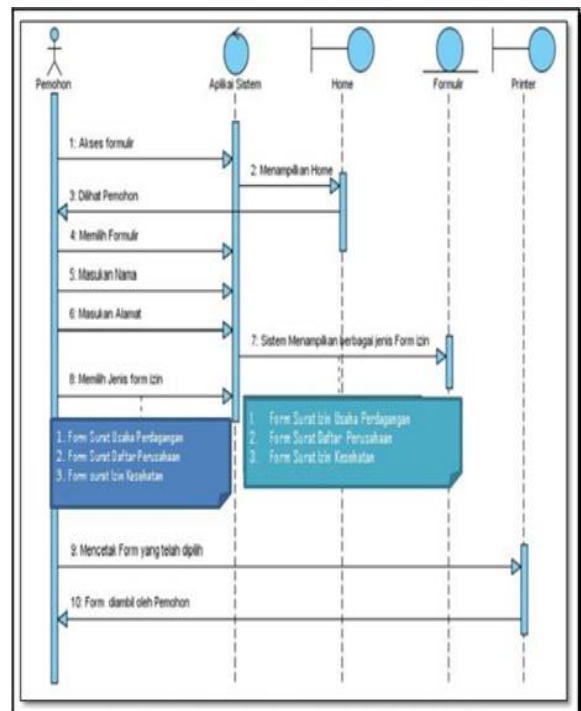 Pemohon
Aplikai Sistem
Home
Formulir
Printer
1: Akses formulir
2: Menampilkan Home
3: Dilihat Pemohon
4: Memilih Formulir
5: Masukan Nama
6: Masukan Alamat
7: Sistem Menampilkan berbagai jenis Form izin
8: Memilih Jenis form izin
1. Form Surat Usaha Perdagangan
2. Form Surat Daftar Perusahaan
3. Form surat Izin Kesehatan
1 Form Surat Izin Usaha Perdagangan
2 Form Surat Daftar Perusahaan
3 Form Surat Izin Kesehatan
9: Mencetak Form yang telah dipilih
10: Form diambil oleh Pemohon